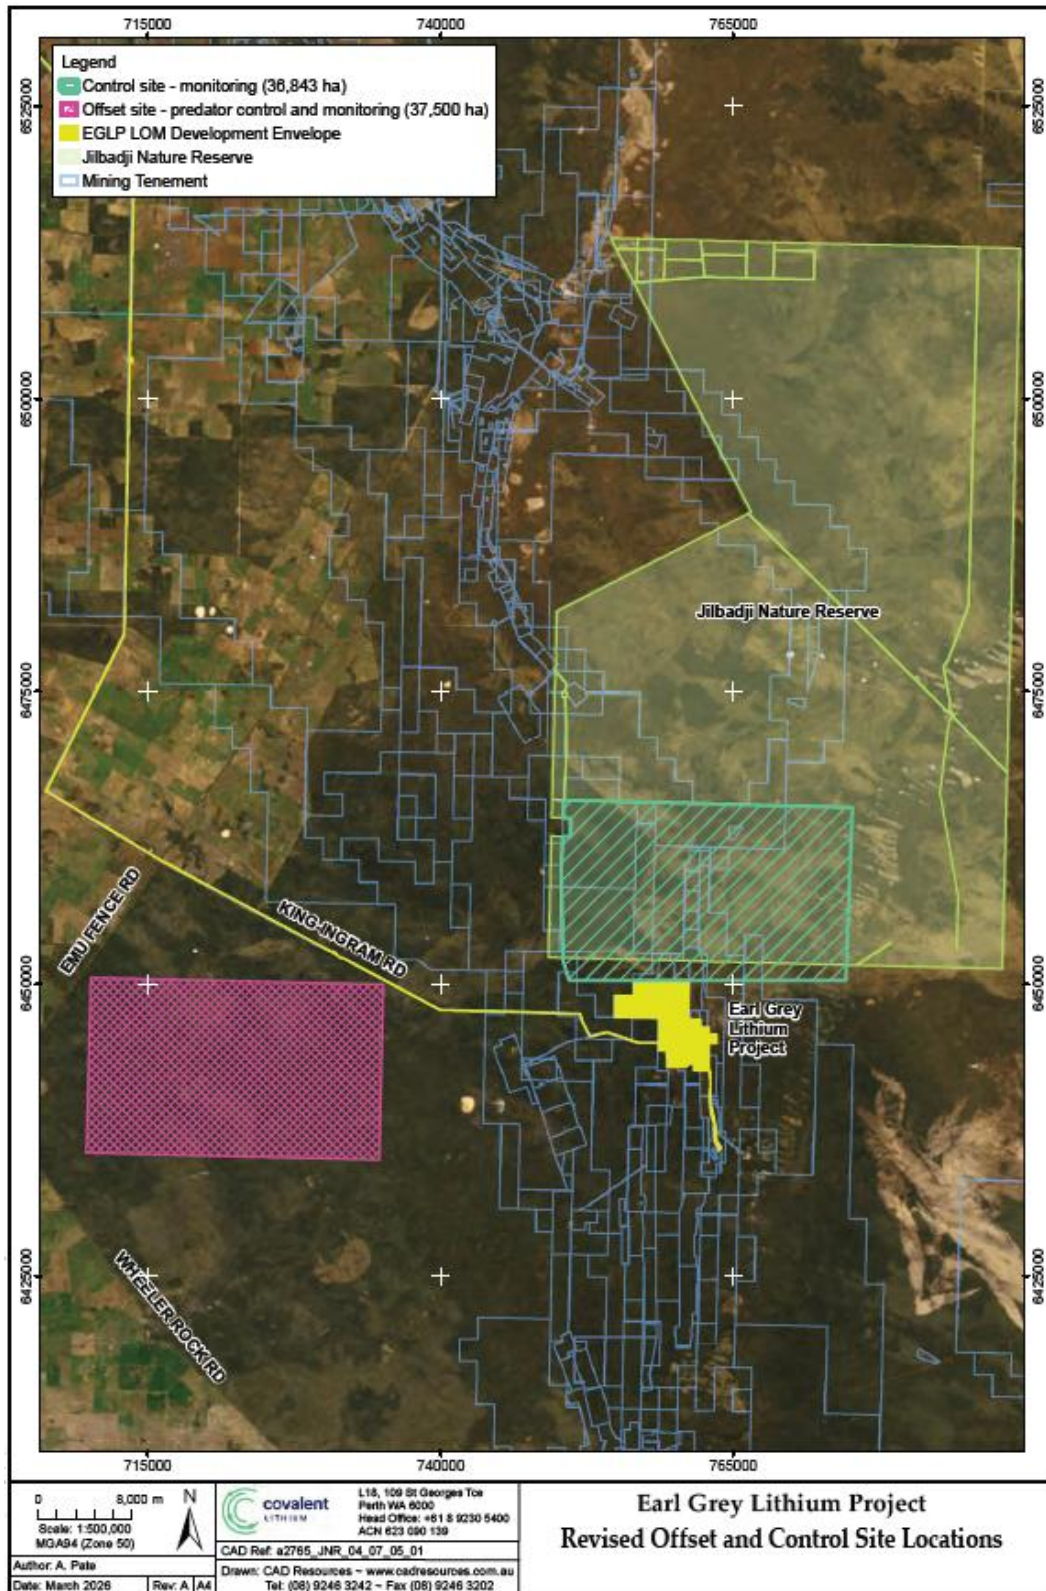 715000
740000
765000
Legend
Control site - monitoring (36,843 ha)
Offset site - predator control and monitoring (37,500 ha)
EGLP LOM Development Envelope
Jilbadji Nature Reserve
Mining Tenement
6525000
6525000
6500000
6500000
Jilbadji Nature Reserve
6475000
6475000
EMU FENCE RD
KING-INGRAM RD
6450000
6450000
Earl Grey
Lithium
Project
WHEELER ROCK RD
6425000
6425000
715000
740000
765000
0 8,000 m
N
Scale: 1:500,000
MGA94 (Zone 50)
Author: A. Pate
Date: March 2026
Rev: A
A4
covalent
LITHIUM
L18, 109 St Georges Tce
Perth WA 6000
Head Office: +61 8 9230 5400
ACN 623 090 139
CAD Ref: a2765_JNR_04_07_05_01
Drawn: CAD Resources ~ www.cadresources.com.au
Tel: (08) 9246 3242 ~ Fax (08) 9246 3202
Earl Grey Lithium Project
Revised Offset and Control Site Locations